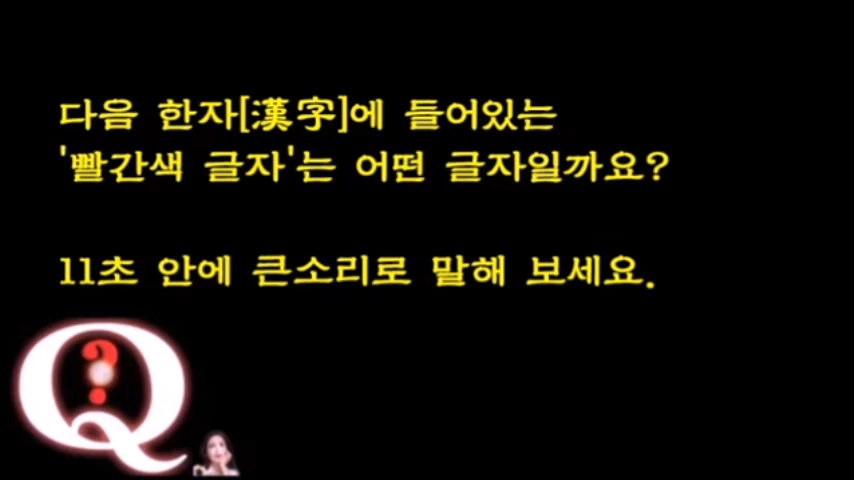 다음 한자[漢字]에 들어있는
'빨간색 글자'는 어떤 글자일까요?
11초 안에 큰소리로 말해 보세요.
Q
?